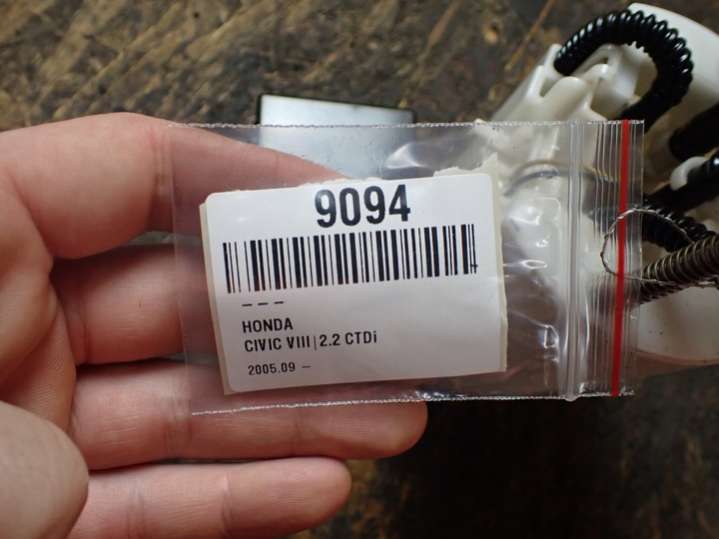 9094
– – –
HONDA
CIVIC VIII | 2.2 CTDi
2005.09 –